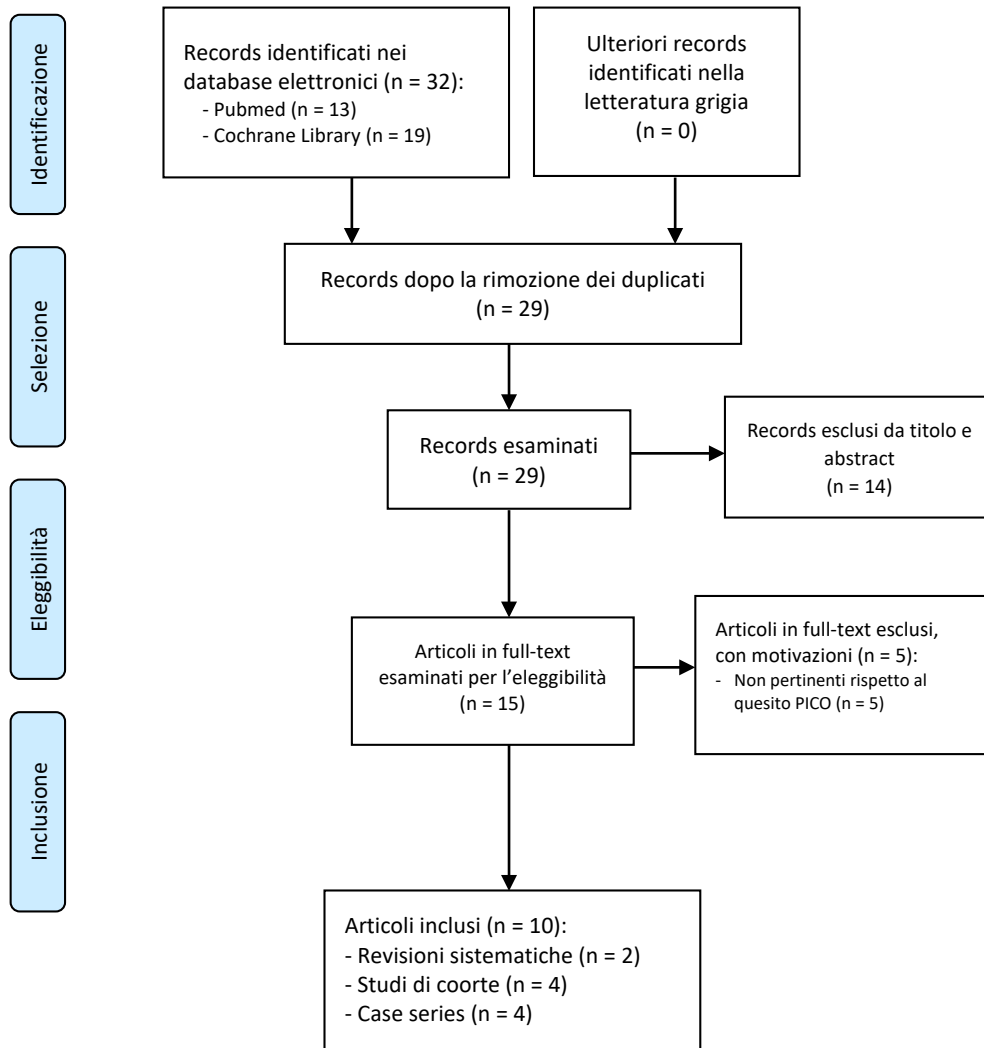 Identificazione
Records identificati nei
database elettronici (n = 32):
- Pubmed (n = 13)
- Cochrane Library (n = 19)
Ulteriori records
identificati nella
letteratura grigia
(n = 0)
Selezione
Records dopo la rimozione dei duplicati
(n = 29)
Records esaminati
(n = 29)
Records esclusi da titolo e
abstract
(n = 14)
Eleggibilità
Articoli in full-text
esaminati per l’eleggibilità
(n = 15)
Articoli in full-text esclusi,
con motivazioni (n = 5):
- Non pertinenti rispetto al
quesito PICO (n = 5)
Inclusione
Articoli inclusi (n = 10):
- Revisioni sistematiche (n = 2)
- Studi di coorte (n = 4)
- Case series (n = 4)